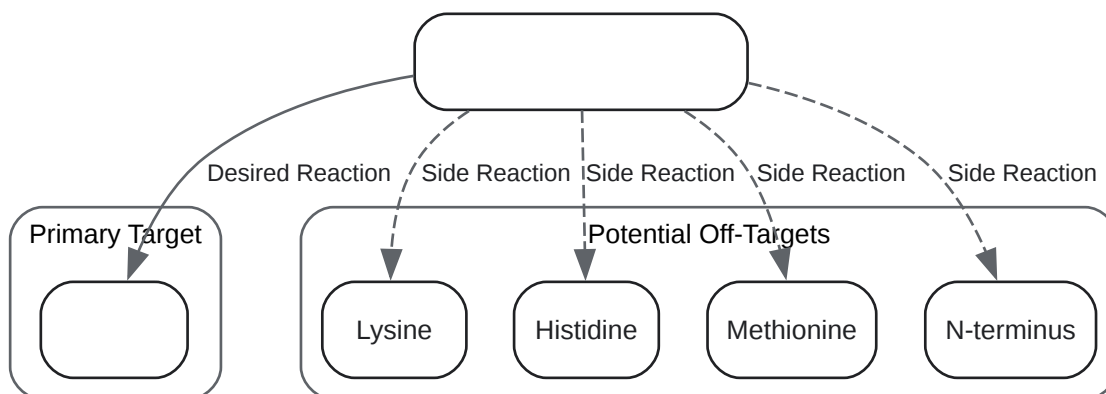 Desired Reaction
Side Reaction
Side Reaction
Side Reaction
Side Reaction
Primary Target
Potential Off-Targets
Lysine
Histidine
Methionine
N-terminus